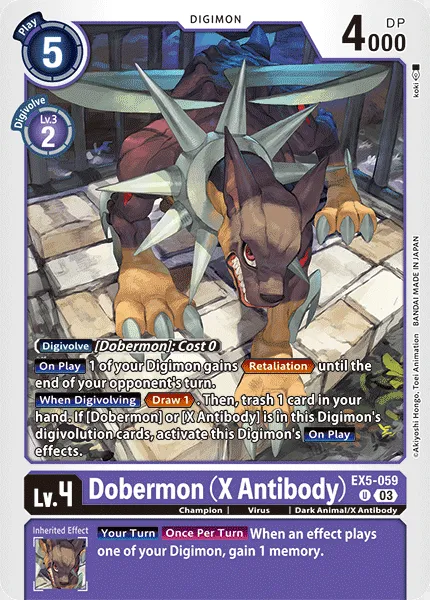 DIGIMON
Play
5
4000
DP
Digivolve
Lv.3
2
koki
©Akiyoshi Hongo, Toei Animation BANDAI MADE IN JAPAN
Digivolve [Dobermon]: Cost 0
On Play 1 of your Digimon gains Retaliation until the
end of your opponent's turn.
When Digivolving Draw 1. Then, trash 1 card in your
hand. If [Dobermon] or [X Antibody] is in this Digimon's
digivolution cards, activate this Digimon's On Play
effects.
Lv.4
Dobermon (X Antibody)
EX5-059
U 03
Champion | Virus | Dark Animal/X Antibody
Inherited Effect
Your Turn Once Per Turn When an effect plays
one of your Digimon, gain 1 memory.